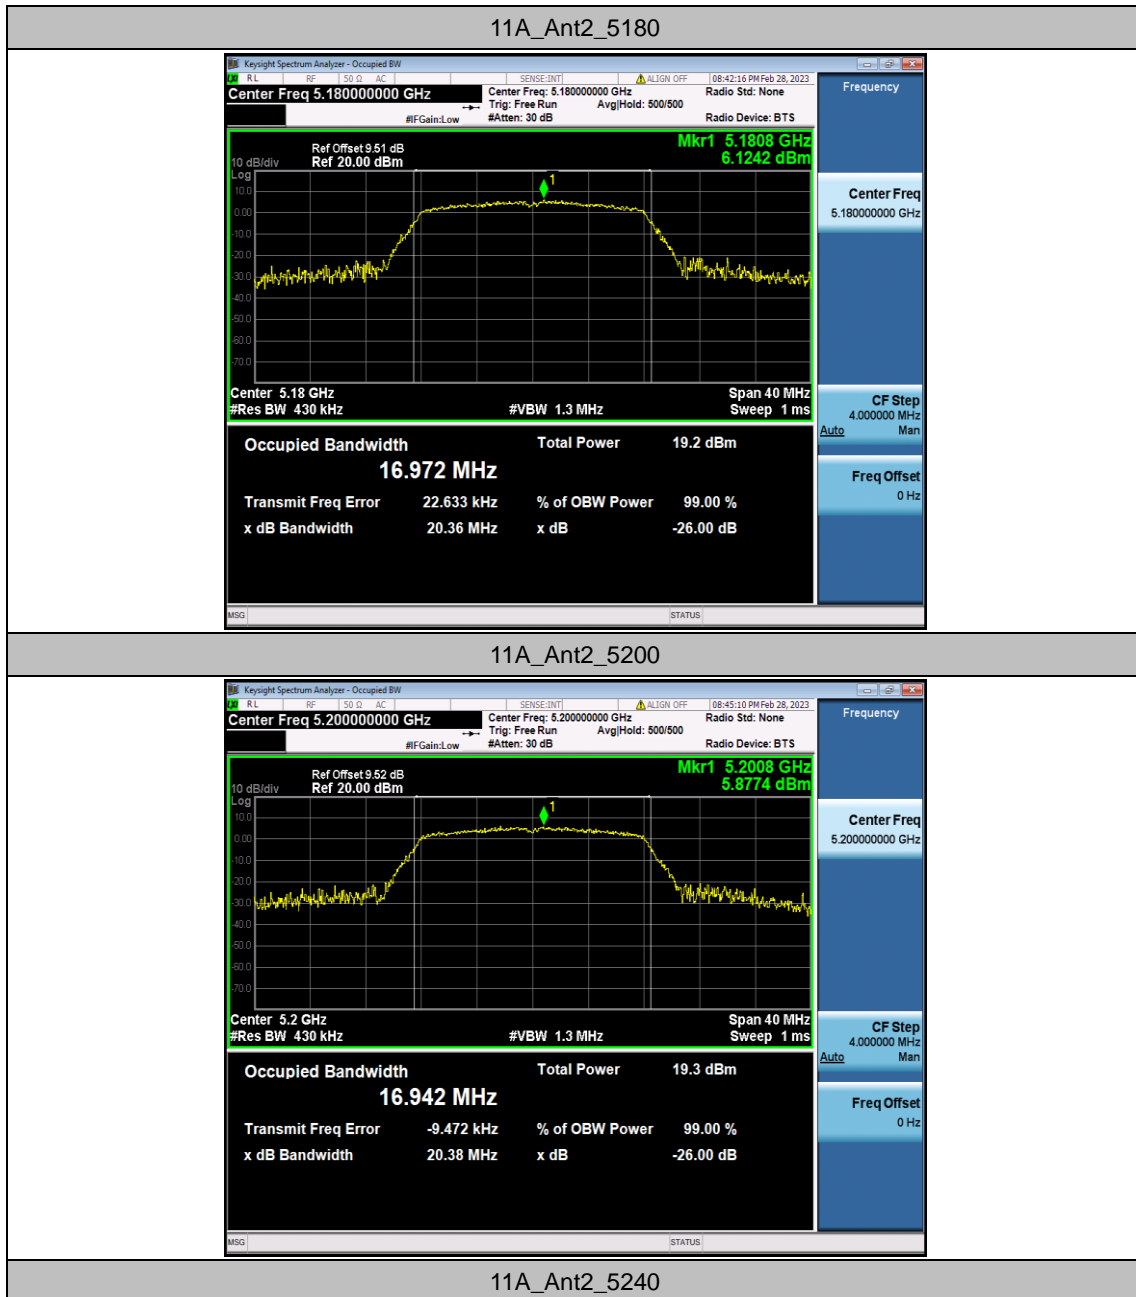 11A_Ant2_5180
Keysight Spectrum Analyzer - Occupied BW
RL RF 50 Ω AC SENSE:INT ALIGN OFF 08:42:16 PM Feb 28, 2023
Center Freq 5.180000000 GHz
Center Freq: 5.180000000 GHz
Radio Std: None
Trig: Free Run Avg|Hold: 500/500
#IFGain:Low
#Atten: 30 dB
Radio Device: BTS
Frequency
Mkr1 5.1808 GHz
6.1242 dBm
Ref Offset 9.51 dB
10 dB/div Ref 20.00 dBm
Log
10.0
0.00
-10.0
-20.0
-30.0
-40.0
-50.0
-60.0
-70.0
1
Center 5.18 GHz
Span 40 MHz
#Res BW 430 kHz
#VBW 1.3 MHz
Sweep 1 ms
Center Freq
5.180000000 GHz
CF Step
4.000000 MHz
Auto Man
Freq Offset
0 Hz
Occupied Bandwidth
Total Power 19.2 dBm
16.972 MHz
Transmit Freq Error 22.633 kHz % of OBW Power 99.00 %
x dB Bandwidth 20.36 MHz x dB -26.00 dB
MSG STATUS
11A_Ant2_5200
Keysight Spectrum Analyzer - Occupied BW
RL RF 50 Ω AC SENSE:INT ALIGN OFF 08:45:10 PM Feb 28, 2023
Center Freq 5.200000000 GHz
Center Freq: 5.200000000 GHz
Radio Std: None
Trig: Free Run Avg|Hold: 500/500
#IFGain:Low
#Atten: 30 dB
Radio Device: BTS
Frequency
Mkr1 5.2008 GHz
5.8774 dBm
Ref Offset 9.52 dB
10 dB/div Ref 20.00 dBm
Log
10.0
0.00
-10.0
-20.0
-30.0
-40.0
-50.0
-60.0
-70.0
1
Center 5.2 GHz
Span 40 MHz
#Res BW 430 kHz
#VBW 1.3 MHz
Sweep 1 ms
Center Freq
5.200000000 GHz
CF Step
4.000000 MHz
Auto Man
Freq Offset
0 Hz
Occupied Bandwidth
Total Power 19.3 dBm
16.942 MHz
Transmit Freq Error -9.472 kHz % of OBW Power 99.00 %
x dB Bandwidth 20.38 MHz x dB -26.00 dB
MSG STATUS
11A_Ant2_5240